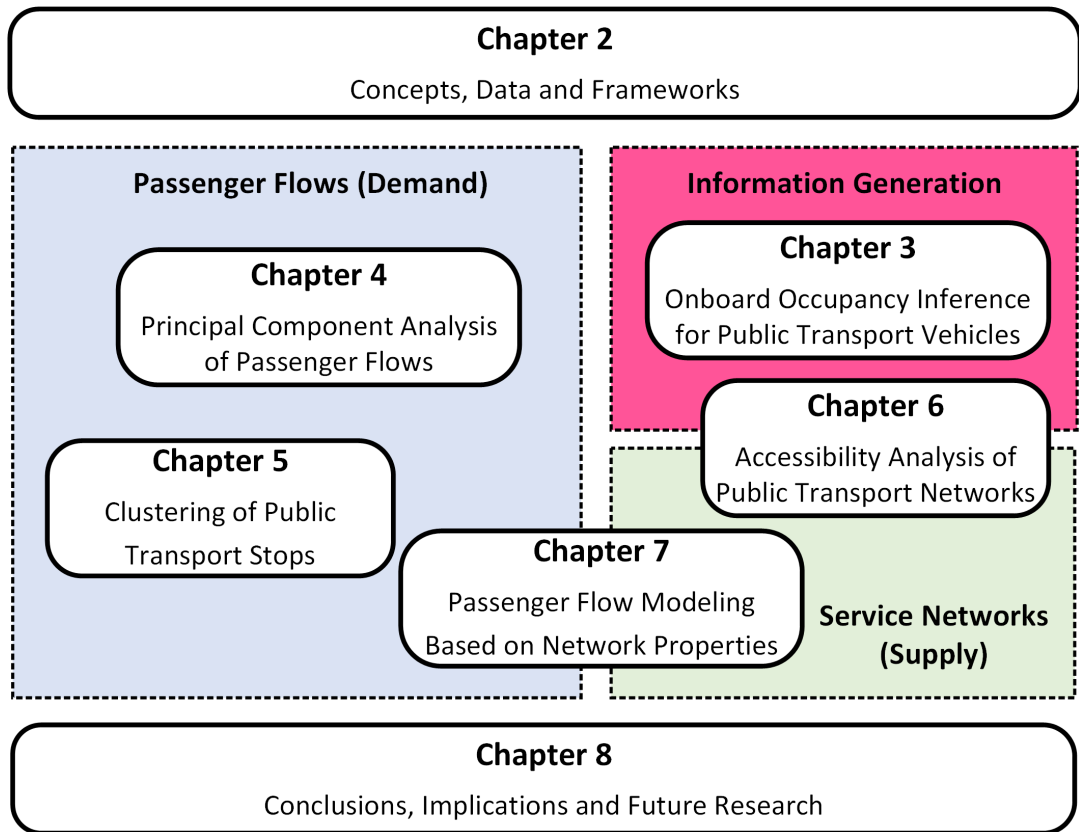 Chapter 2
Concepts, Data and Frameworks
Passenger Flows (Demand)
Chapter 4
Principal Component Analysis
of Passenger Flows
Chapter 5
Clustering of Public
Transport Stops
Information Generation
Chapter 3
Onboard Occupancy Inference
for Public Transport Vehicles
Chapter 6
Accessibility Analysis of
Public Transport Networks
Chapter 7
Passenger Flow Modeling
Based on Network Properties
Service Networks
(Supply)
Chapter 8
Conclusions, Implications and Future Research